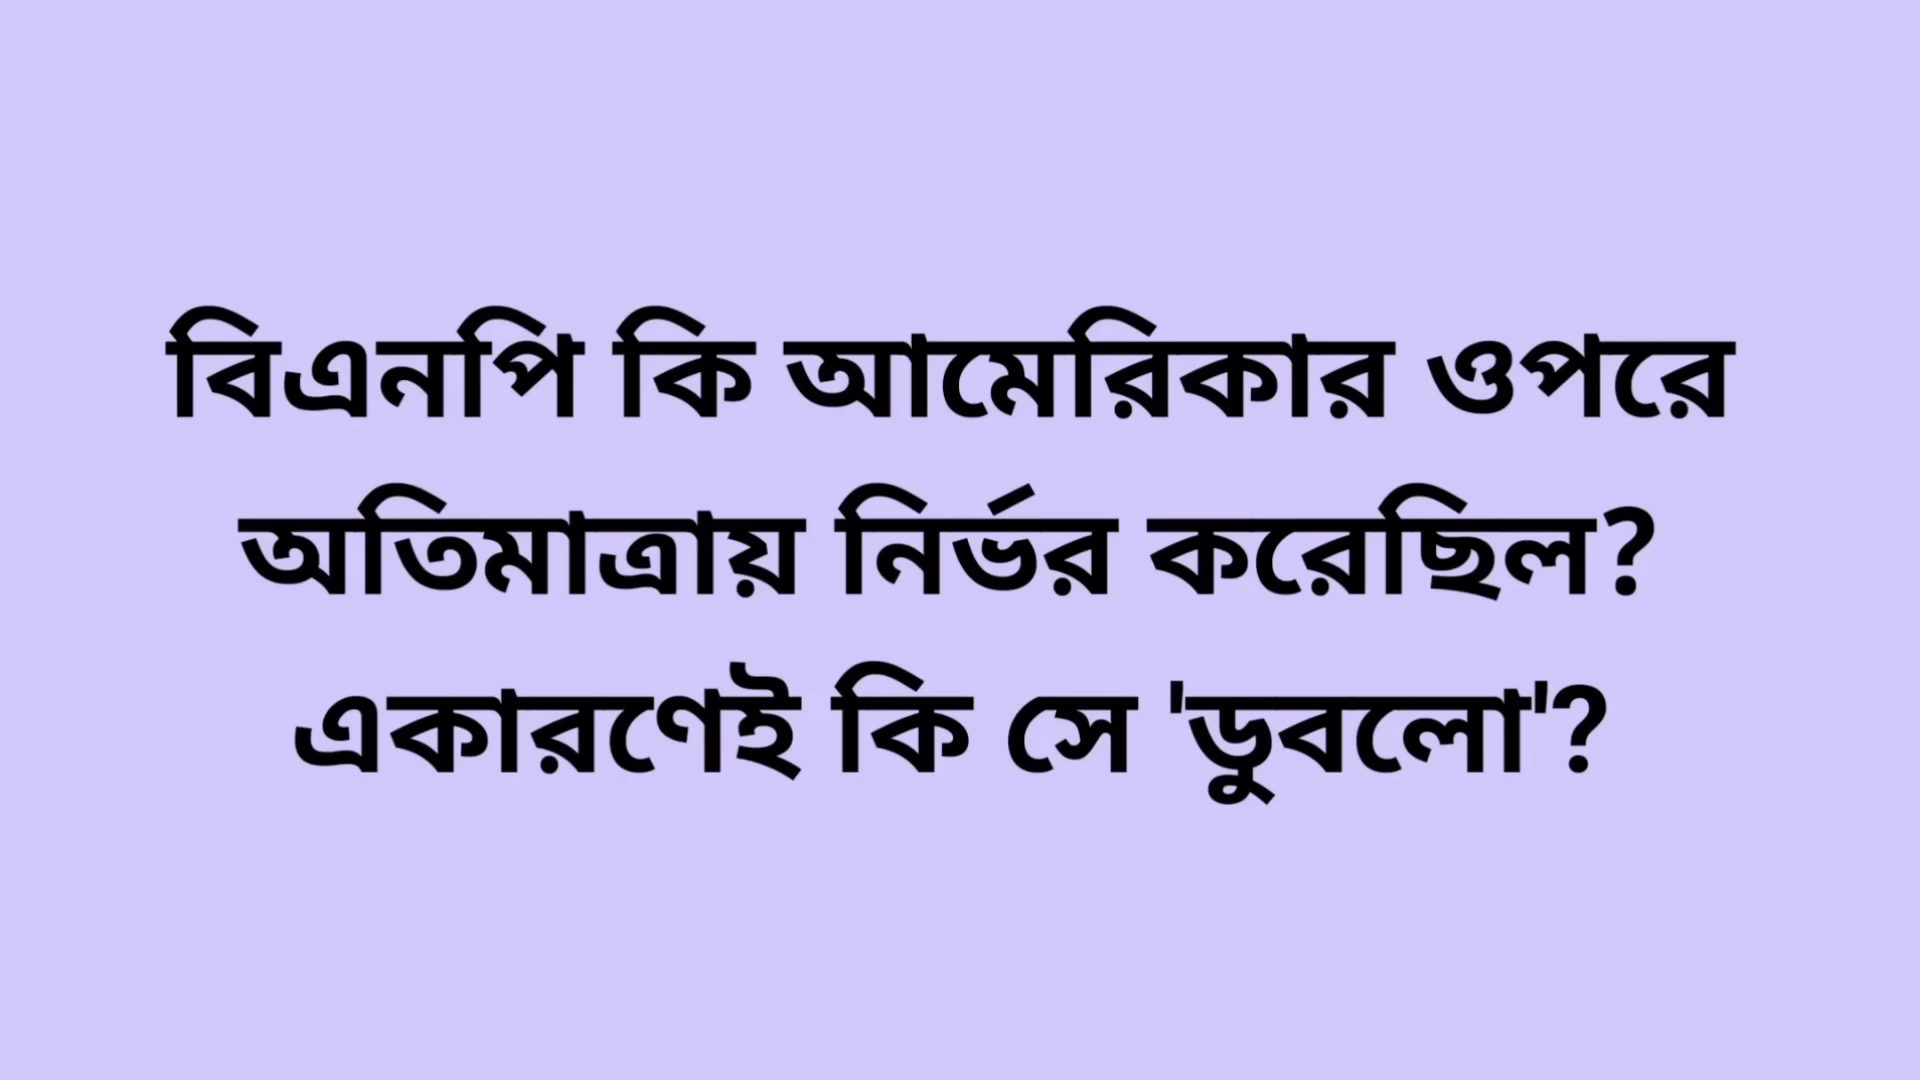 বিএনপি কি আমেরিকার ওপরে
অতিমাত্রায় নির্ভর করেছিল?
একারণেই কি সে 'ডুবলো'?